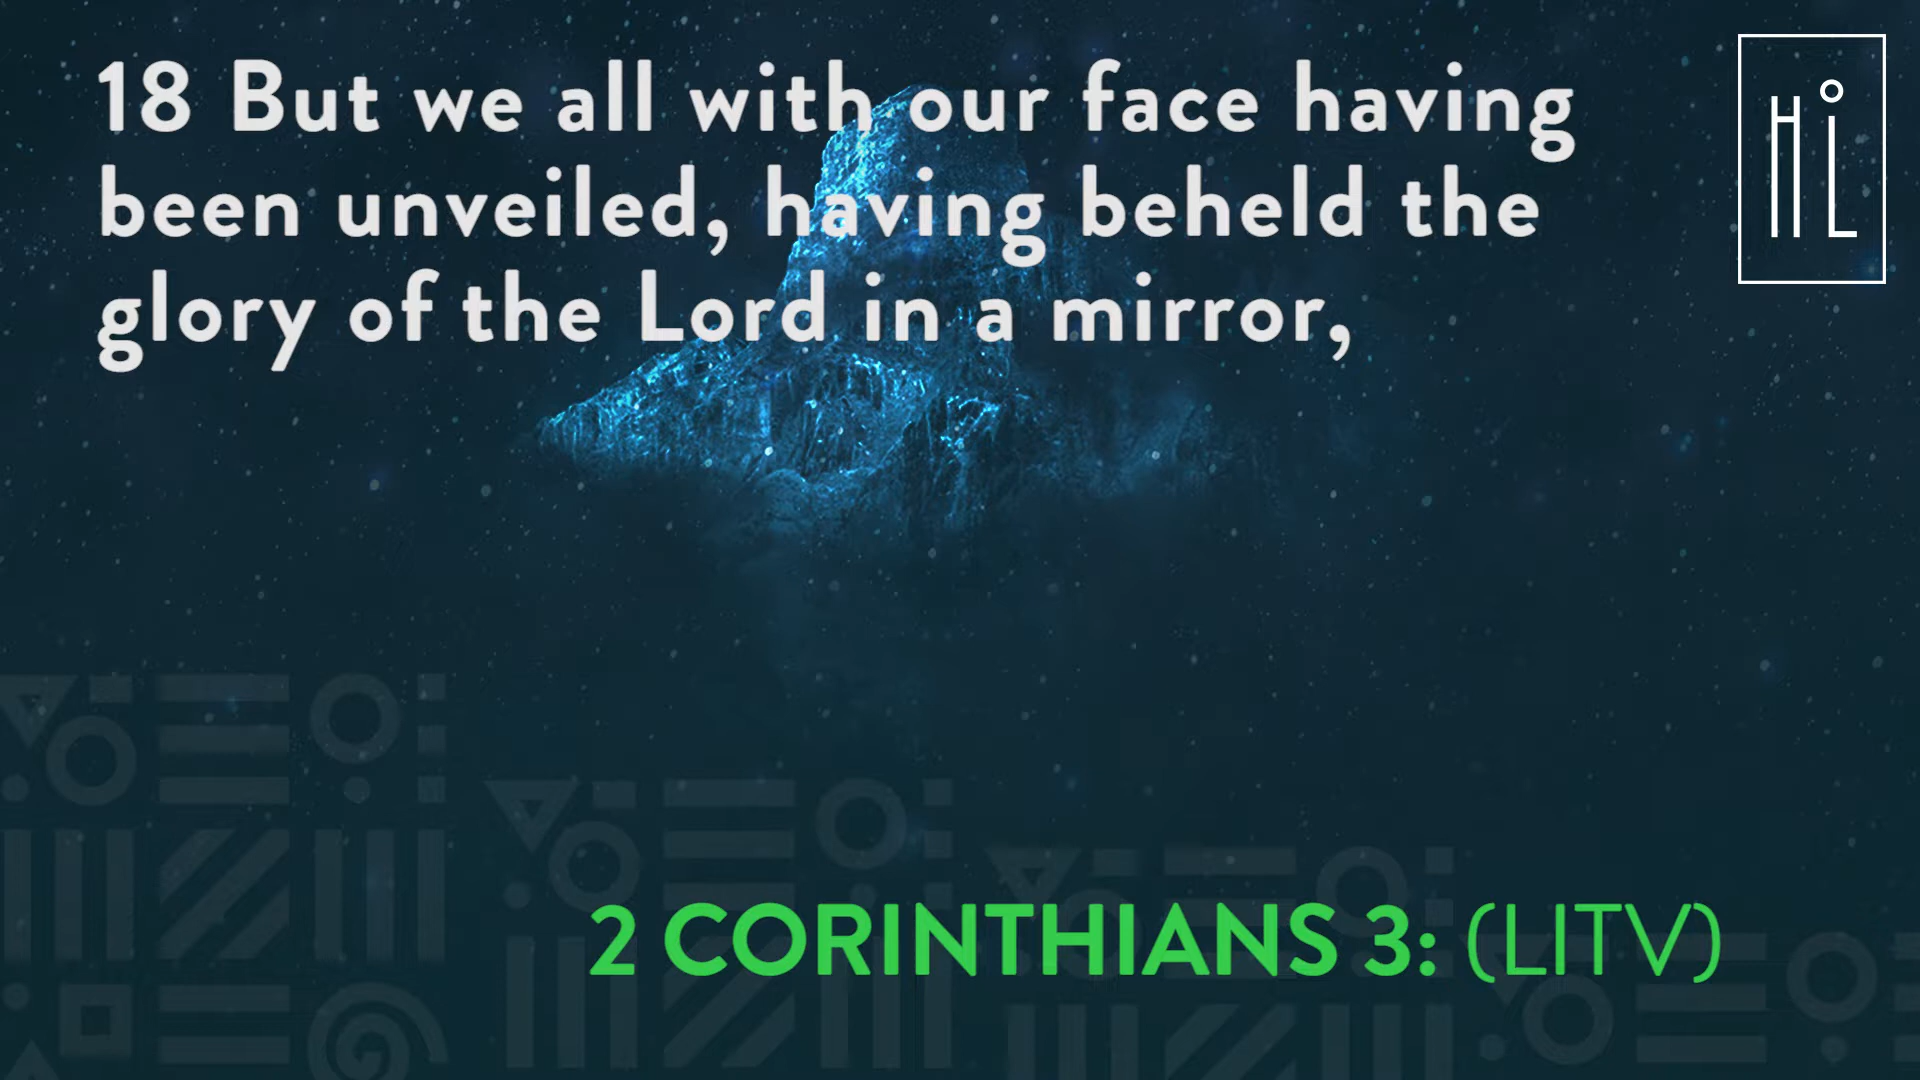 18 But we all with our face having
been unveiled, having beheld the
glory of the Lord in a mirror,
HiL
2 CORINTHIANS 3: (LITV)